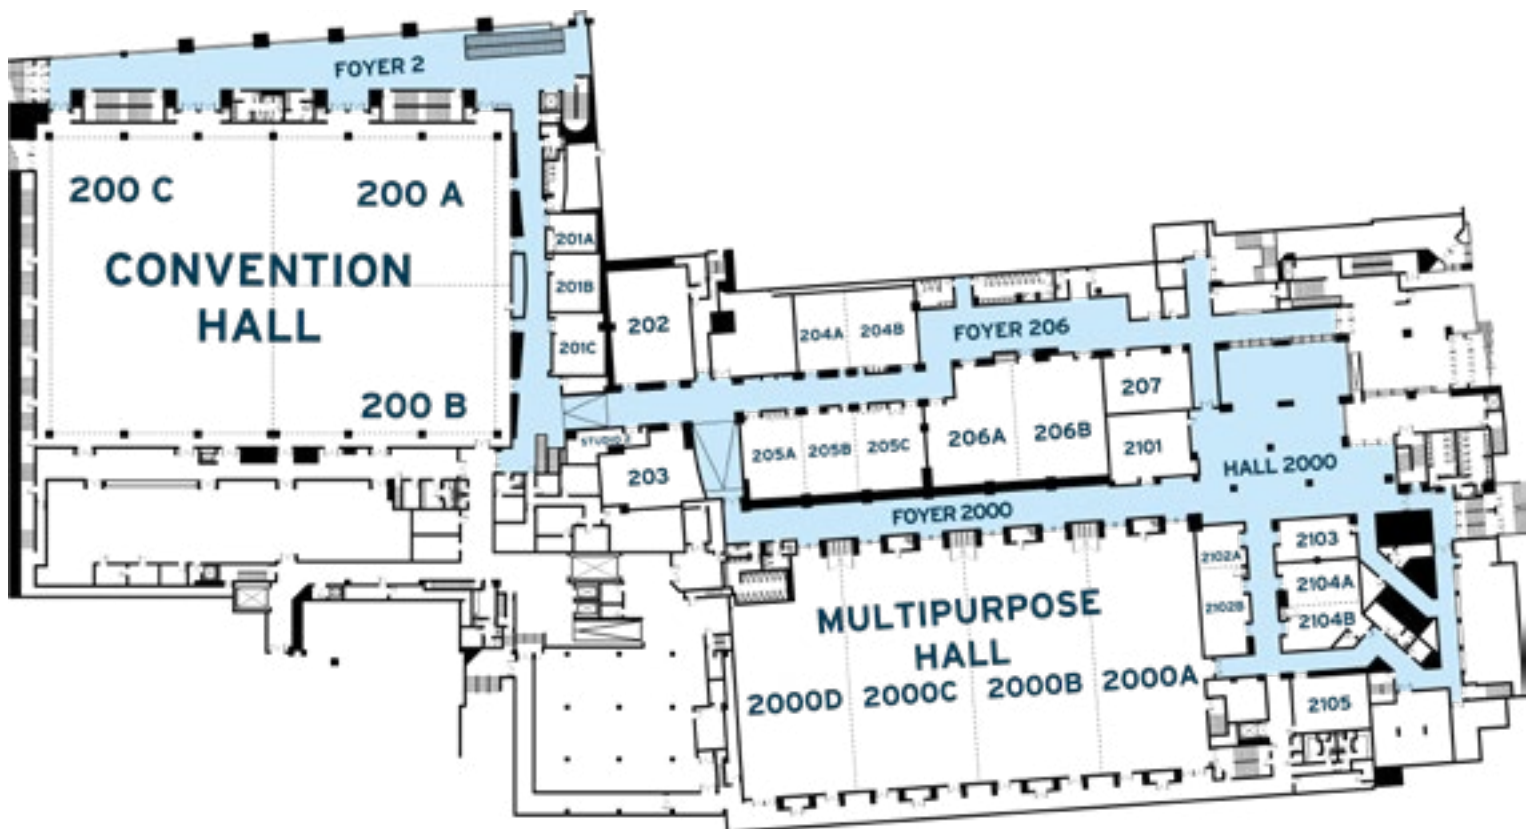 FOYER 2
200 C
200 A
CONVENTION
HALL
200 B
201A
201B
201C
202
STUDIO 2
203
204A
204B
FOYER 206
205A
205B
205C
206A
206B
207
2101
HALL 2000
FOYER 2000
2102A
2102B
2103
2104A
2104B
2105
MULTIPURPOSE
HALL
2000D
2000C
2000B
2000A